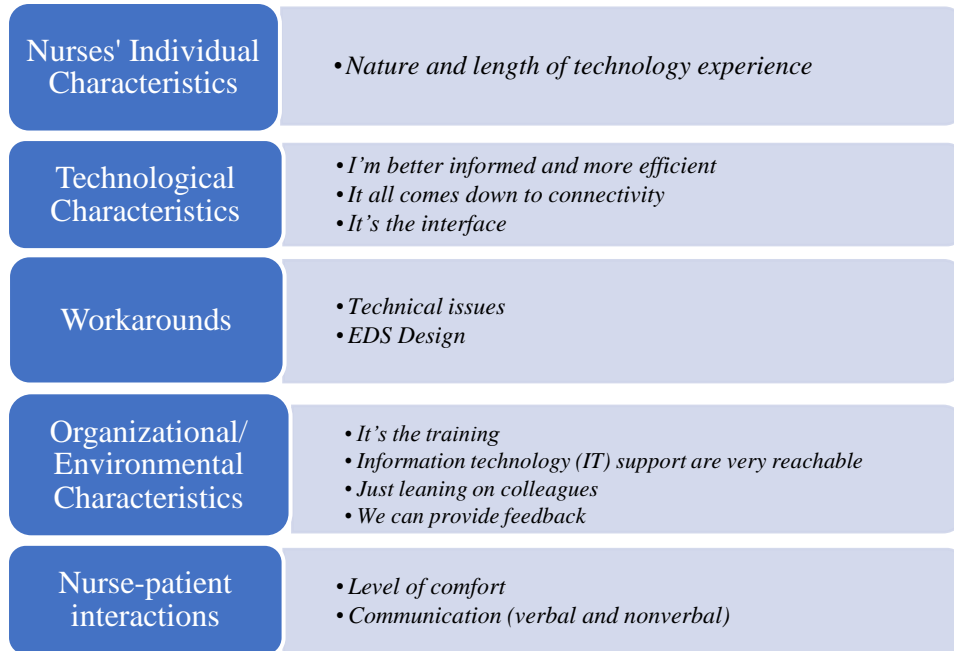 Nurses' Individual
Characteristics
•Nature and length of technology experience
Technological
Characteristics
•I'm better informed and more efficient
•It all comes down to connectivity
•It's the interface
Workarounds
•Technical issues
•EDS Design
Organizational/
Environmental
Characteristics
•It's the training
•Information technology (IT) support are very reachable
•Just leaning on colleagues
•We can provide feedback
Nurse-patient
interactions
•Level of comfort
•Communication (verbal and nonverbal)